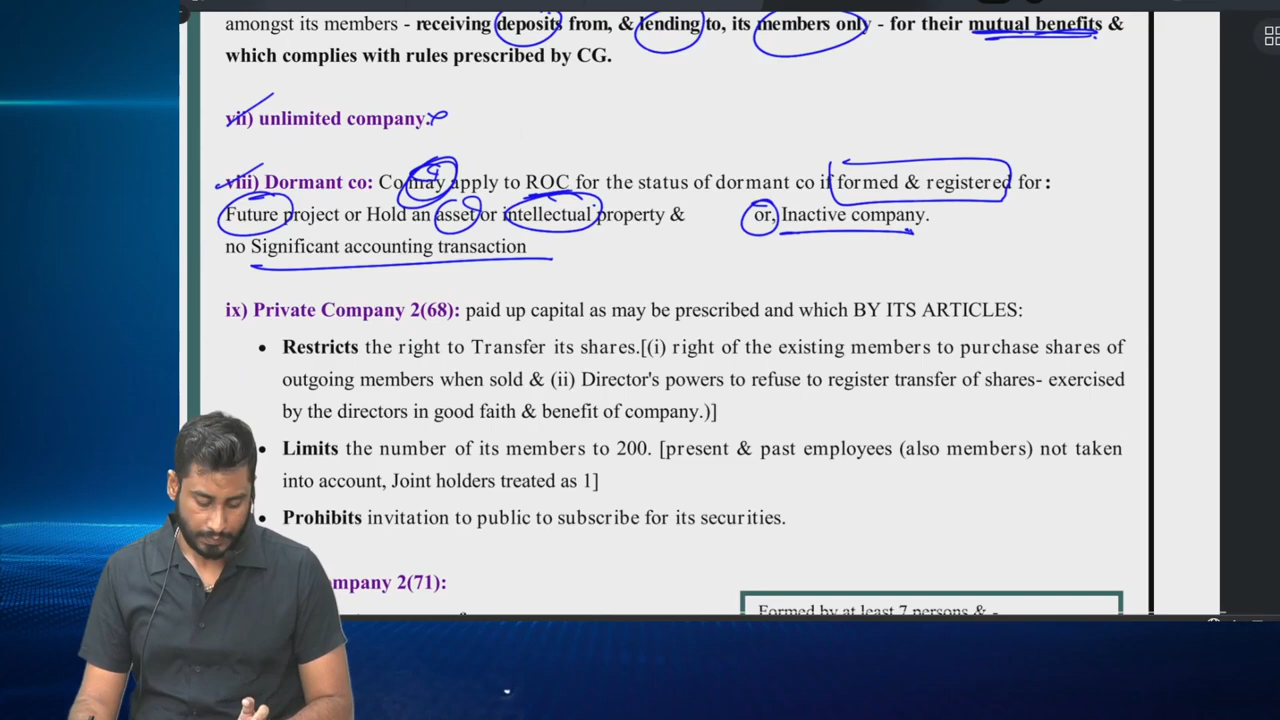 amongst its members - receiving deposits from, & lending to, its members only - for their mutual benefits &
which complies with rules prescribed by CG.
vii) unlimited company:
viii) Dormant co: Co may apply to ROC for the status of dormant co if formed & registered for:
Future project or Hold an asset or intellectual property & or, Inactive company.
no Significant accounting transaction
ix) Private Company 2(68): paid up capital as may be prescribed and which BY ITS ARTICLES:
• Restricts the right to Transfer its shares.[(i) right of the existing members to purchase shares of
outgoing members when sold & (ii) Director's powers to refuse to register transfer of shares- exercised
by the directors in good faith & benefit of company.)]
• Limits the number of its members to 200. [present & past employees (also members) not taken
into account, Joint holders treated as 1]
• Prohibits invitation to public to subscribe for its securities.
mpany 2(71):
Formed by at least 7 persons & -